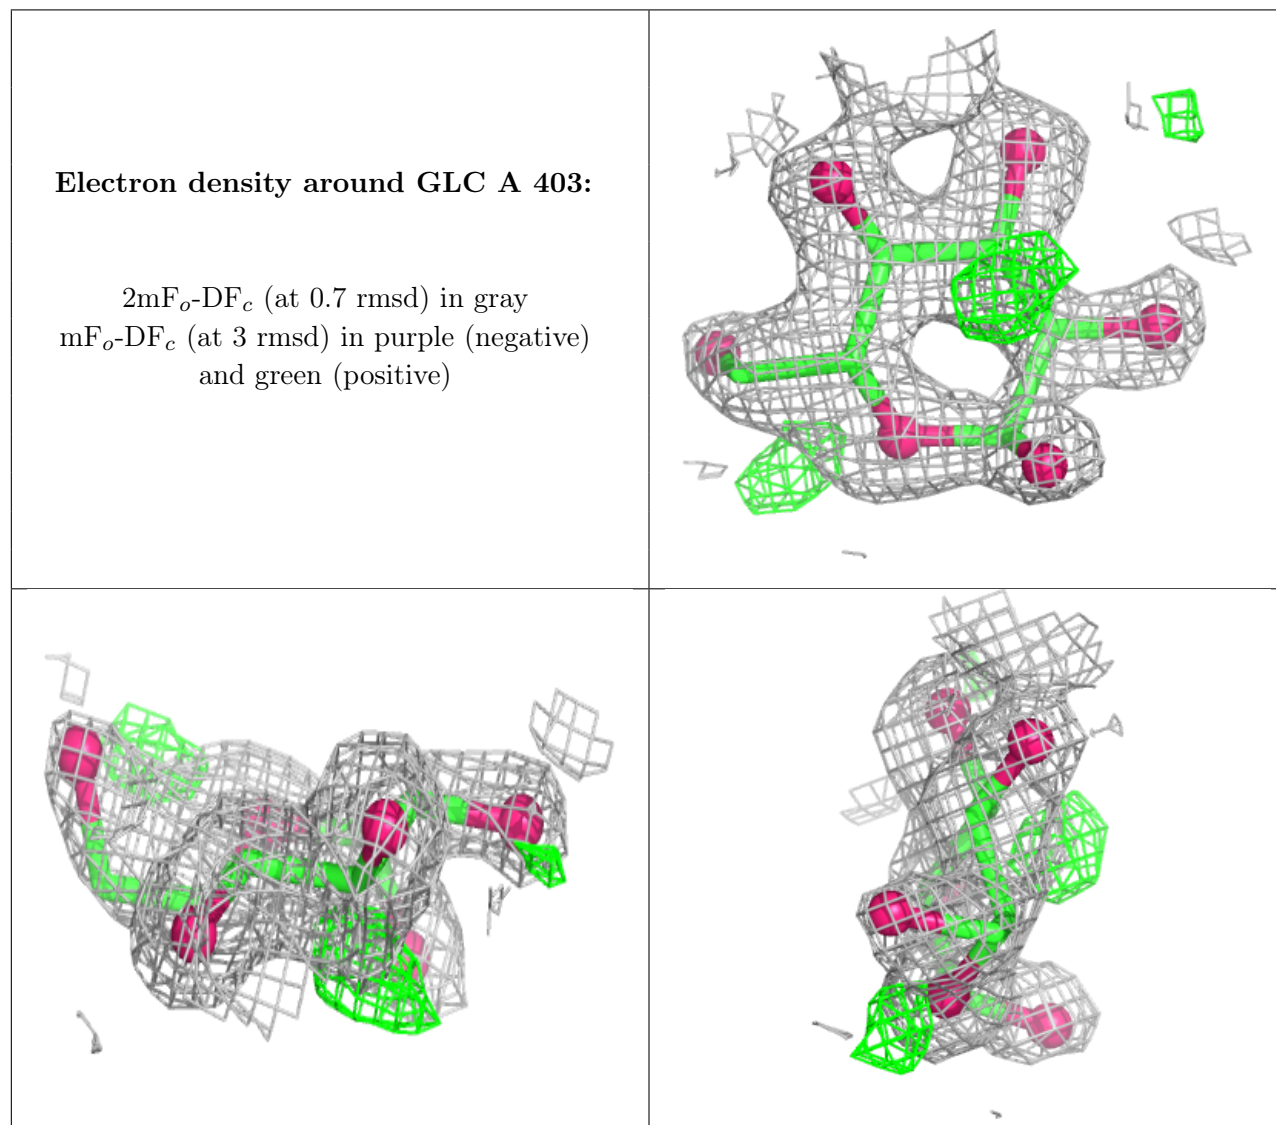 Electron density around GLC A 403:
2mFo-DFc (at 0.7 rmsd) in gray
mFo-DFc (at 3 rmsd) in purple (negative)
and green (positive)